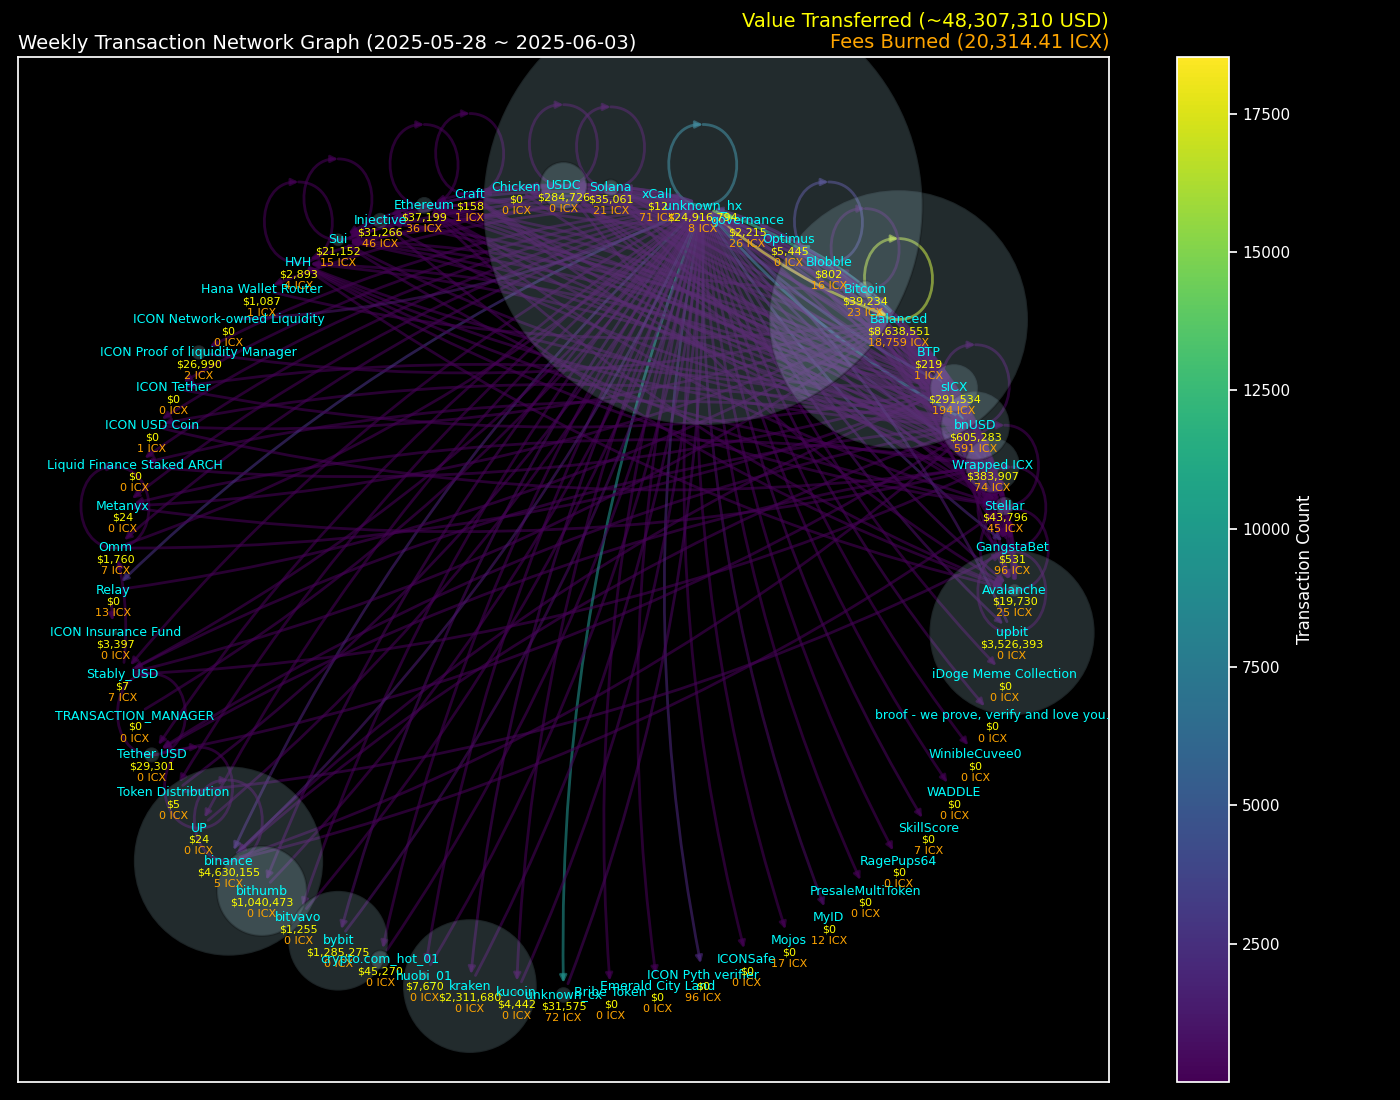 Value Transferred (~48,307,310 USD)
Weekly Transaction Network Graph (2025-05-28 ~ 2025-06-03)
Fees Burned (20,314.41 ICX)
Chicken
$0
0 ICX
USDC
$284,726
0 ICX
Solana
$35,061
21 ICX
xCall
$12
71 ICX
unknown_hx
8 ICX
governance
$2,215
26 ICX
Optimus
$5,445
0 ICX
Blobble
$802
16 ICX
Bitcoin
$39,234
23
Balanced
$8,638,551
18,759 ICX
BTP
$219
1 ICX
sICX
$291,534
194 ICX
bnUSD
$605,283
591 ICX
Wrapped ICX
$383,907
74 ICX
Stellar
$43,796
45 ICX
GangstaBet
$531
96 ICX
Avalanche
$19,730
25 ICX
upbit
$3,526,393
0 ICX
iDoge Meme Collection
$0
0 ICX
broof - we prove, verify and love you.
$0
0 ICX
WinibleCuvee0
$0
0 ICX
WADDLE
$0
0 ICX
SkillScore
$0
7 ICX
RagePups64
$0
0 ICX
PresaleMultiToken
$0
0 ICX
MyID
$0
12 ICX
Mojos
$0
17 ICX
ICONSafe
$0
0 ICX
ICON Pyth verifier
$0
96 ICX
Emerald City Land
$0
0 ICX
Bribe Token
$0
0 ICX
unknown_cx
$31,575
72 ICX
kucoin
$4,442
0 ICX
kraken
$2,311,680
0 ICX
huobi_01
$7,670
0 ICX
crypto.com_hot_01
$45,270
0 ICX
bybit
$1,285,275
0 ICX
bitvavo
$1,255
0 ICX
bithumb
$1,040,473
0 ICX
binance
$4,630,155
5 ICX
UP
$24
0 ICX
Token Distribution
$5
0 ICX
Tether USD
$29,301
0 ICX
TRANSACTION_MANAGER
$0
0 ICX
Stably_USD
$7
7 ICX
ICON Insurance Fund
$3,397
0 ICX
Relay
$0
13 ICX
Omm
$1,760
7 ICX
Metanyx
$24
0 ICX
Liquid Finance Staked ARCH
$0
0 ICX
ICON USD Coin
$0
1 ICX
ICON Tether
$0
0 ICX
ICON Proof of liquidity Manager
$26,990
2 ICX
ICON Network-owned Liquidity
$0
0 ICX
Hana Wallet Router
$1,087
1 ICX
HVH
$2,893
4 ICX
Sui
$21,152
15 ICX
Injective
$31,266
46 ICX
Ethereum
$37,199
36 ICX
Craft
$158
1 ICX
17500
15000
12500
10000
7500
5000
2500
Transaction Count